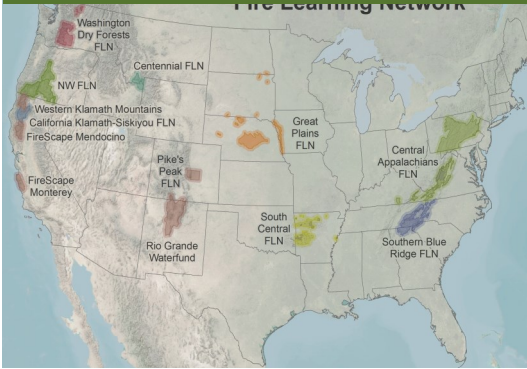 Fire Learning Network
Washington
Dry Forests
FLN
Centennial FLN
NW FLN
Western Klamath Mountains
California Klamath-Siskiyou FLN
FireScape Mendocino
Great
Plains
FLN
Central
Appalachians
FLN
Pike's
Peak
FLN
FireScape
Monterey
South
Central
FLN
Rio Grande
Waterfund
Southern Blue
Ridge FLN